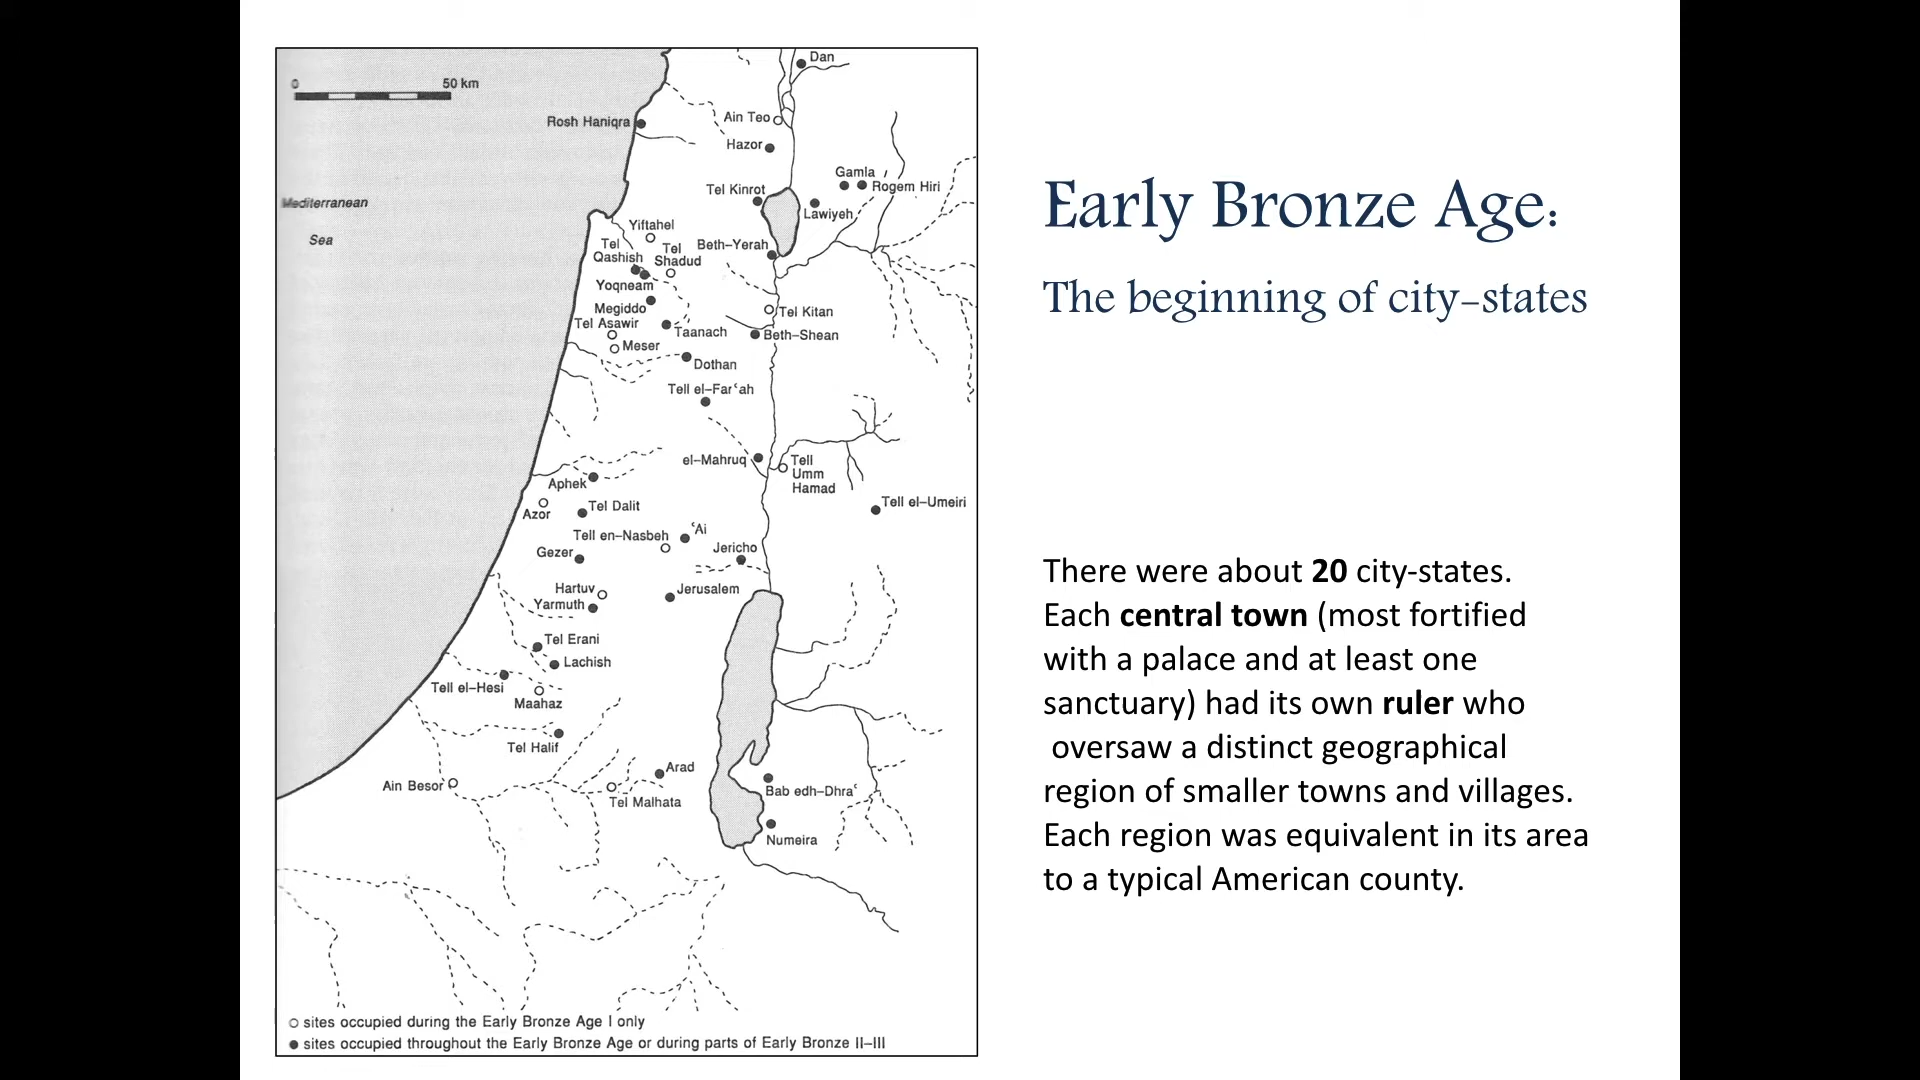 0 50 km
Dan
Rosh Haniqra
Ain Teo
Hazor
Gamla
Rogem Hiri
Tel Kinrot
Lawiyeh
Mediterranean
Sea
Yiftahel
Tel
Qashish
Tel
Shadud
Beth–Yerah
Yoqneam
Megiddo
Tel Kitan
Tel Asawir
Taanach
Beth–Shean
Meser
Dothan
Tell el–Farʿah
el–Mahruq
Tell
Umm
Hamad
Aphek
Tell el–Umeiri
Tel Dalit
Azor
ʿAi
Tell en–Nasbeh
Gezer
Jericho
Hartuv
Jerusalem
Yarmuth
Tel Erani
Lachish
Tell el–Hesi
Maahaz
Tel Halif
Arad
Ain Besor
Bab edh–Dhraʿ
Tel Malhata
Numeira
sites occupied during the Early Bronze Age I only
sites occupied throughout the Early Bronze Age or during parts of Early Bronze II–III
Early Bronze Age:
The beginning of city-states
There were about 20 city-states.
Each central town (most fortified
with a palace and at least one
sanctuary) had its own ruler who
oversaw a distinct geographical
region of smaller towns and villages.
Each region was equivalent in its area
to a typical American county.